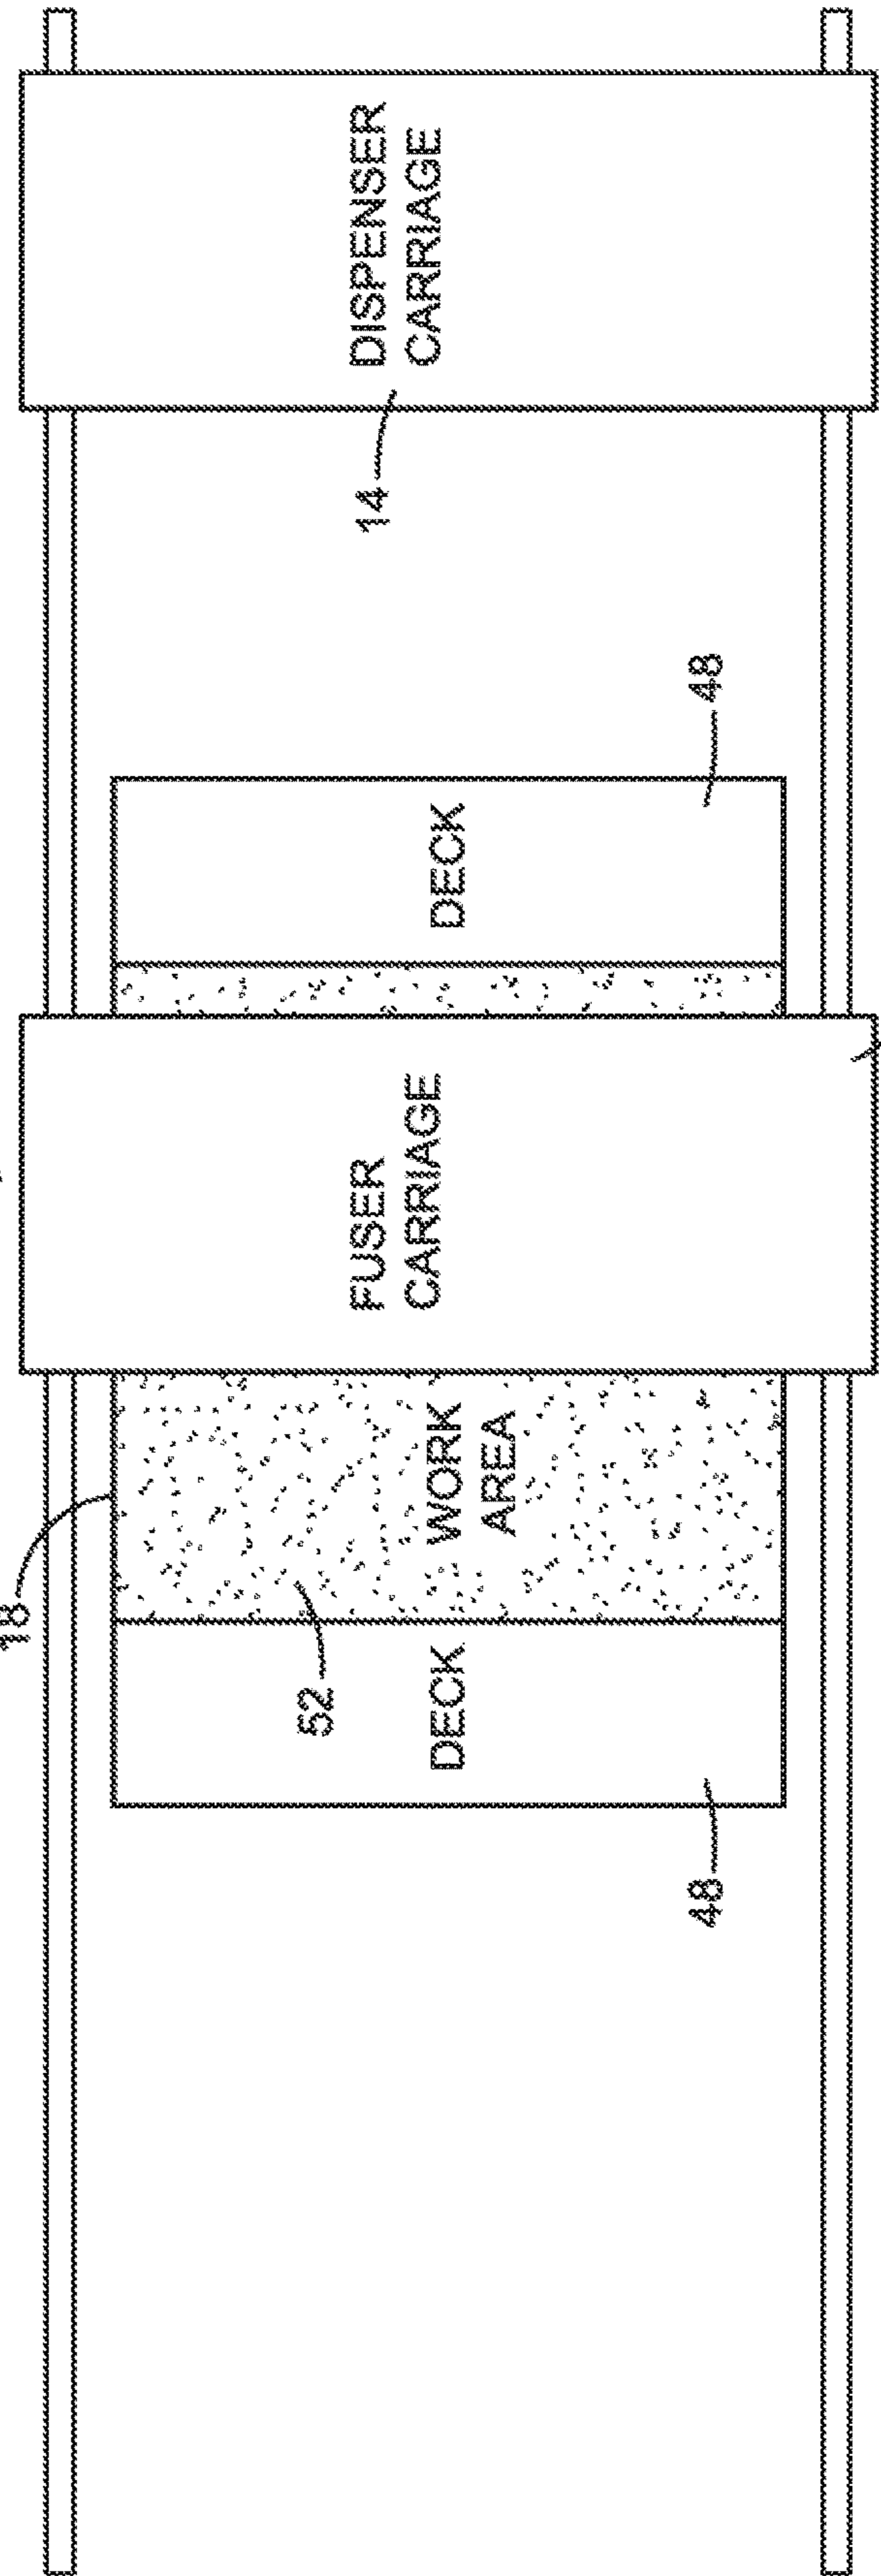 18
52
DECK
48
WORK
AREA
FUSER
CARRIAGE
DECK
48
14
DISPENSER
CARRIAGE